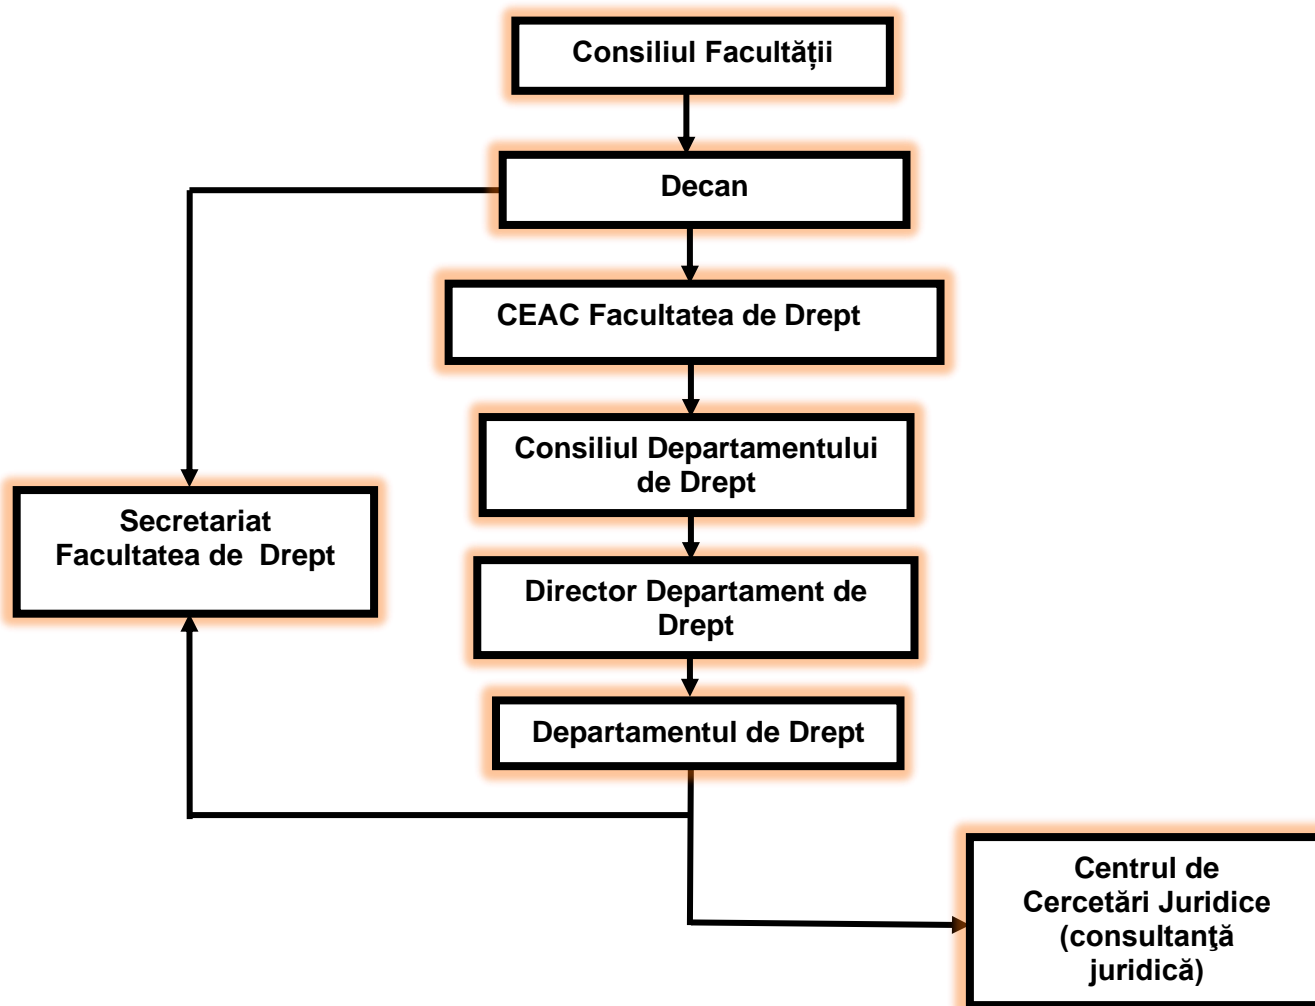 Consiliul Facultății
Decan
CEAC Facultatea de Drept
Consiliul Departamentului
de Drept
Secretariat
Facultatea de  Drept
Director Departament de
Drept
Departamentul de Drept
Centrul de
Cercetări Juridice
(consultanţă
juridică)